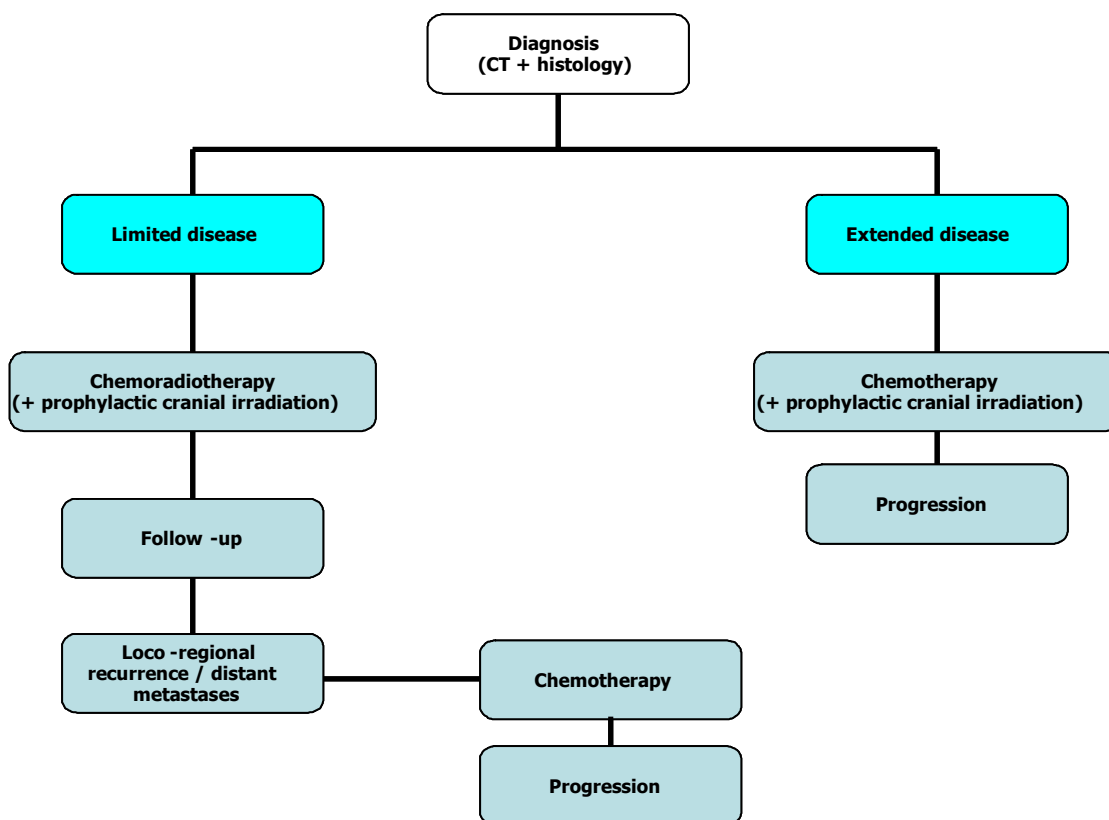 Diagnosis
(CT + histology)
Limited disease
Extended disease
Chemoradiotherapy
(+ prophylactic cranial irradiation)
Chemotherapy
(+ prophylactic cranial irradiation)
Progression
Follow -up
Loco -regional
recurrence / distant
metastases
Chemotherapy
Progression